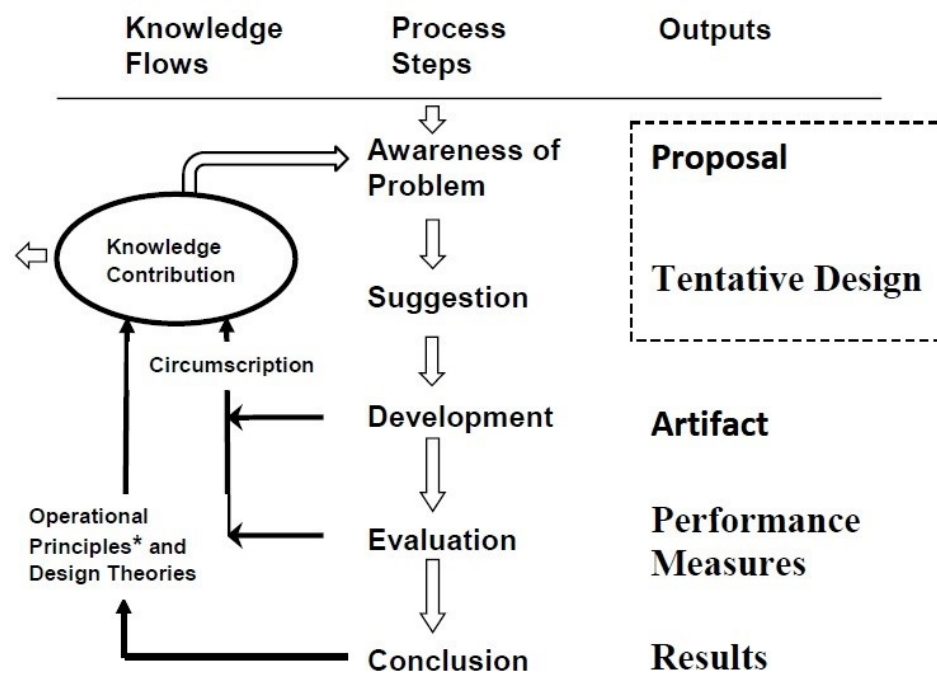 Knowledge
Flows
Process
Steps
Outputs
Awareness of
Problem
Proposal
Knowledge
Contribution
Suggestion
Tentative Design
Circumscription
Development
Artifact
Operational
Principles* and
Design Theories
Evaluation
Performance
Measures
Conclusion
Results